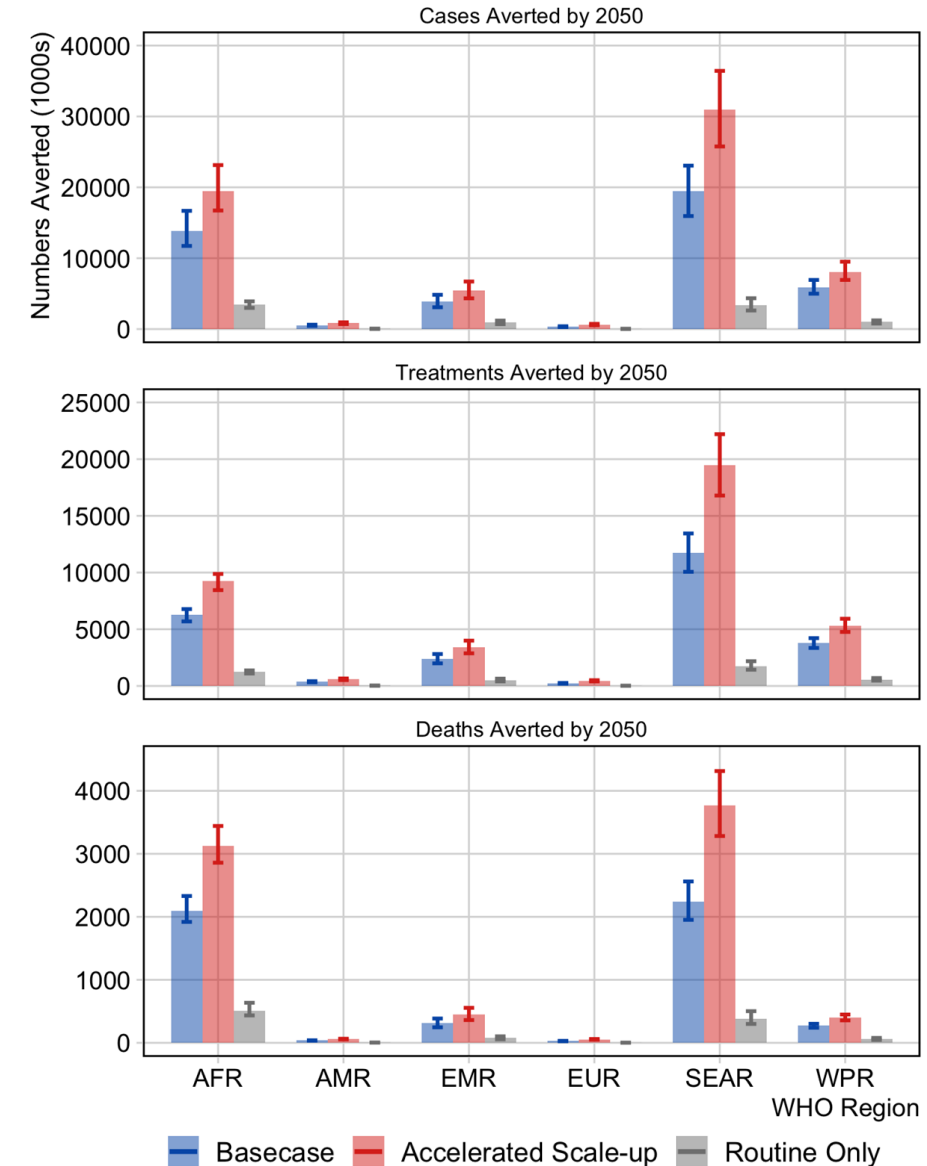 Cases Averted by 2050
Numbers Averted (1000s)
40000
30000
20000
10000
0
Treatments Averted by 2050
25000
20000
15000
10000
5000
0
Deaths Averted by 2050
4000
3000
2000
1000
0
AFR AMR EMR EUR SEAR WPR
WHO Region
Basecase Accelerated Scale-up Routine Only